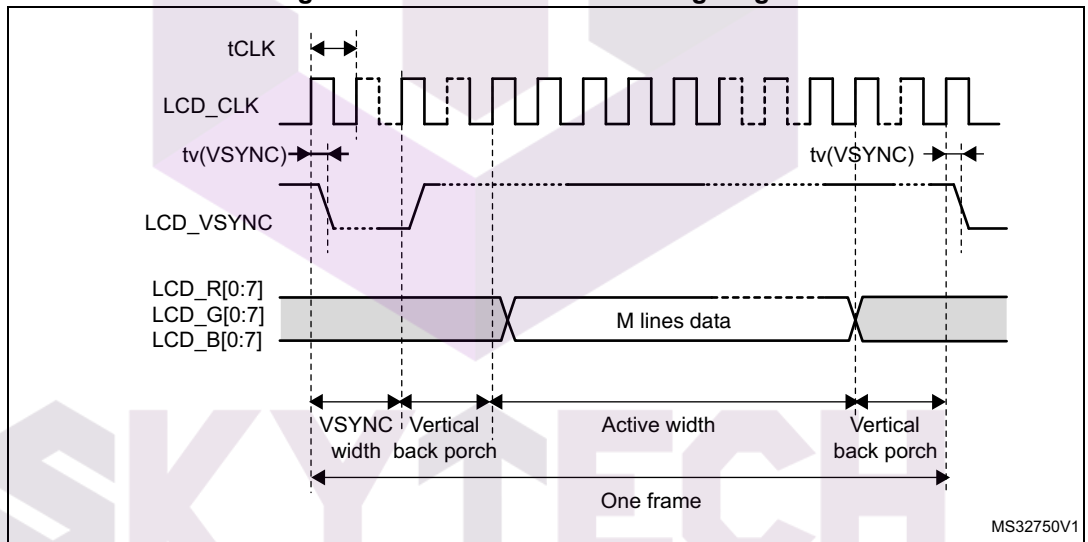 tCLK
LCD_CLK
tv(VSYNC)
tv(VSYNC)
LCD_VSYNC
LCD_R[0:7]
LCD_G[0:7]
LCD_B[0:7]
M lines data
VSYNC width
Vertical back porch
Active width
Vertical back porch
One frame
MS32750V1
SKYTECH